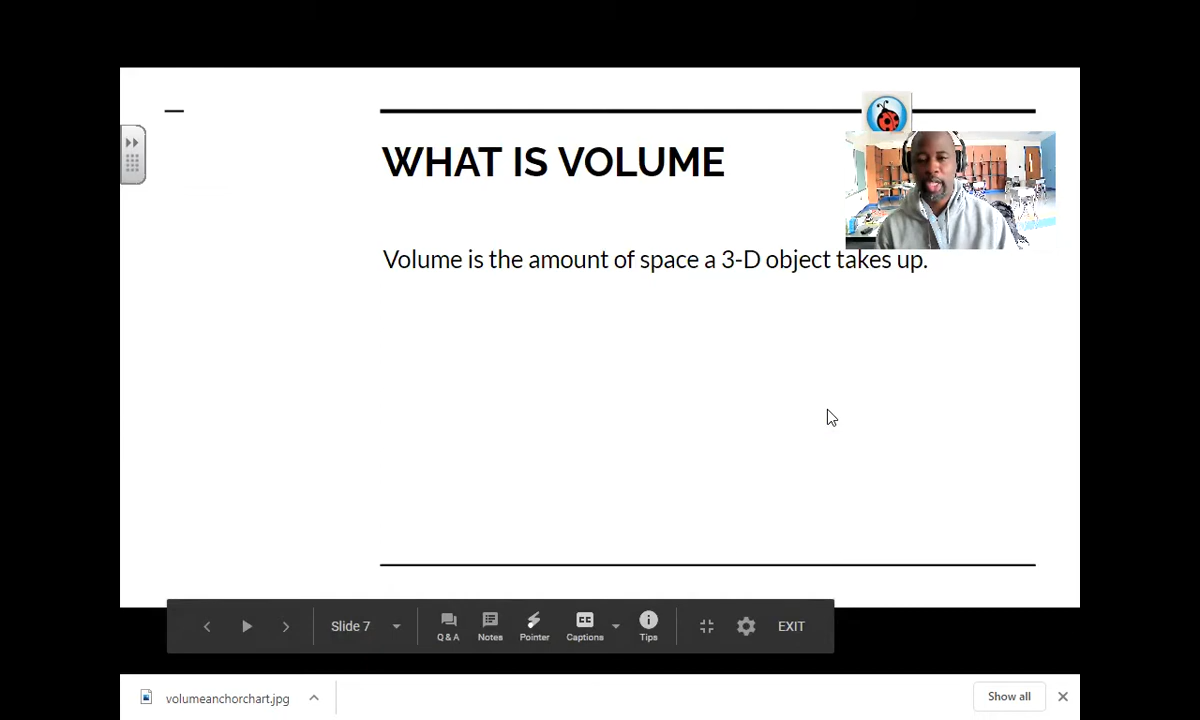 WHAT IS VOLUME
Volume is the amount of space a 3-D object takes up.
Slide 7
Q & A
Notes
Pointer
CC
Captions
Tips
EXIT
volumeanchorchart.jpg
Show all